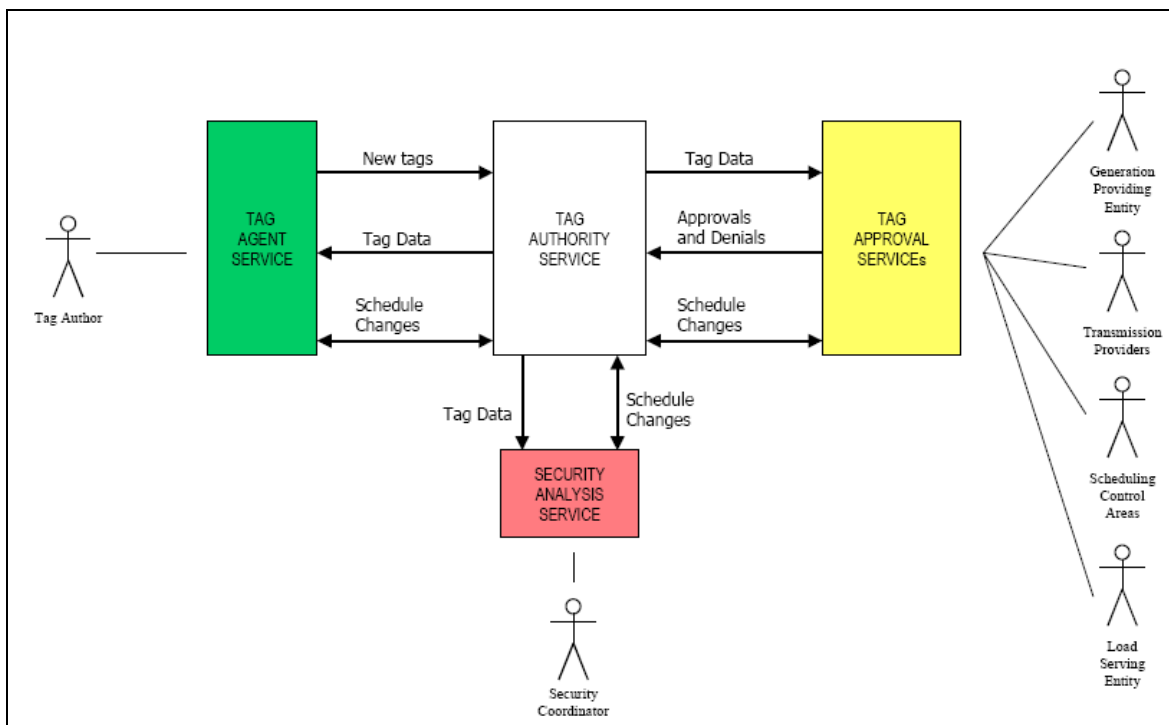 New tags
Tag Data
Generation
Providing
Entity
TAG
AGENT
SERVICE
TAG
AUTHORITY
SERVICE
TAG
APPROVAL
SERVICEs
Tag Data
Approvals
and Denials
Tag Author
Schedule
Changes
Schedule
Changes
Transmission
Providers
Tag Data
Schedule
Changes
SECURITY
ANALYSIS
SERVICE
Scheduling
Control
Areas
Security
Coordinator
Load
Serving
Entity